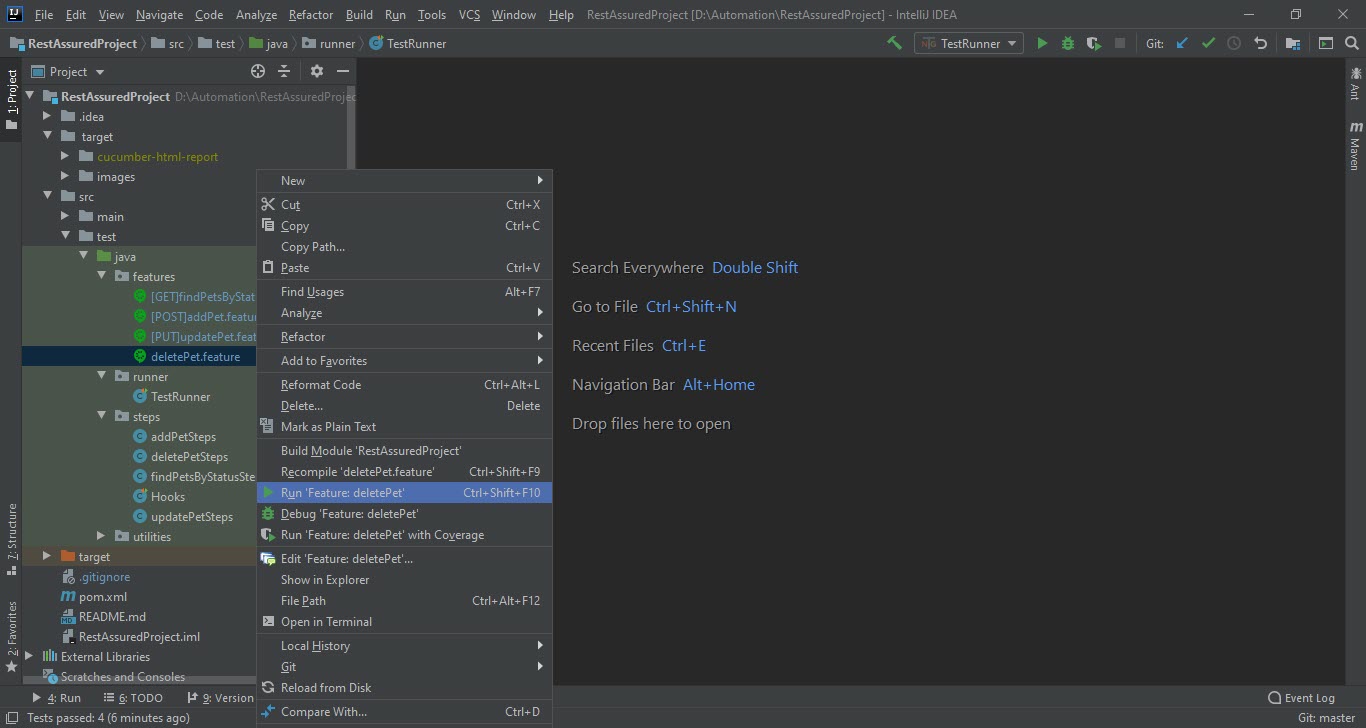 File Edit View Navigate Code Analyze Refactor Build Run Tools VCS Window Help RestAssuredProject [D:\Automation\RestAssuredProject] - IntelliJ IDEA
RestAssuredProject src test java runner TestRunner
TestRunner Git:
1: Project
7: Structure
2: Favorites
Project
RestAssuredProject D:\Automation\RestAssuredProjec
.idea
target
cucumber-html-report
images
src
main
test
java
features
[GET]findPetsByStat
[POST]addPet.featur
[PUT]updatePet.feat
deletePet.feature
runner
TestRunner
steps
addPetSteps
deletePetSteps
findPetsByStatusSte
Hooks
updatePetSteps
utilities
target
.gitignore
pom.xml
README.md
RestAssuredProject.iml
External Libraries
Scratches and Consoles
New
Cut Ctrl+X
Copy Ctrl+C
Copy Path...
Paste Ctrl+V
Find Usages Alt+F7
Analyze
Refactor
Add to Favorites
Reformat Code Ctrl+Alt+L
Delete... Delete
Mark as Plain Text
Build Module 'RestAssuredProject'
Recompile 'deletePet.feature' Ctrl+Shift+F9
Run 'Feature: deletePet' Ctrl+Shift+F10
Debug 'Feature: deletePet'
Run 'Feature: deletePet' with Coverage
Edit 'Feature: deletePet'...
Show in Explorer
File Path Ctrl+Alt+F12
Open in Terminal
Local History
Git
Reload from Disk
Compare With... Ctrl+D
Search Everywhere Double Shift
Go to File Ctrl+Shift+N
Recent Files Ctrl+E
Navigation Bar Alt+Home
Drop files here to open
Ant
Maven
4: Run 6: TODO 9: Version Event Log
Tests passed: 4 (6 minutes ago) Git: master